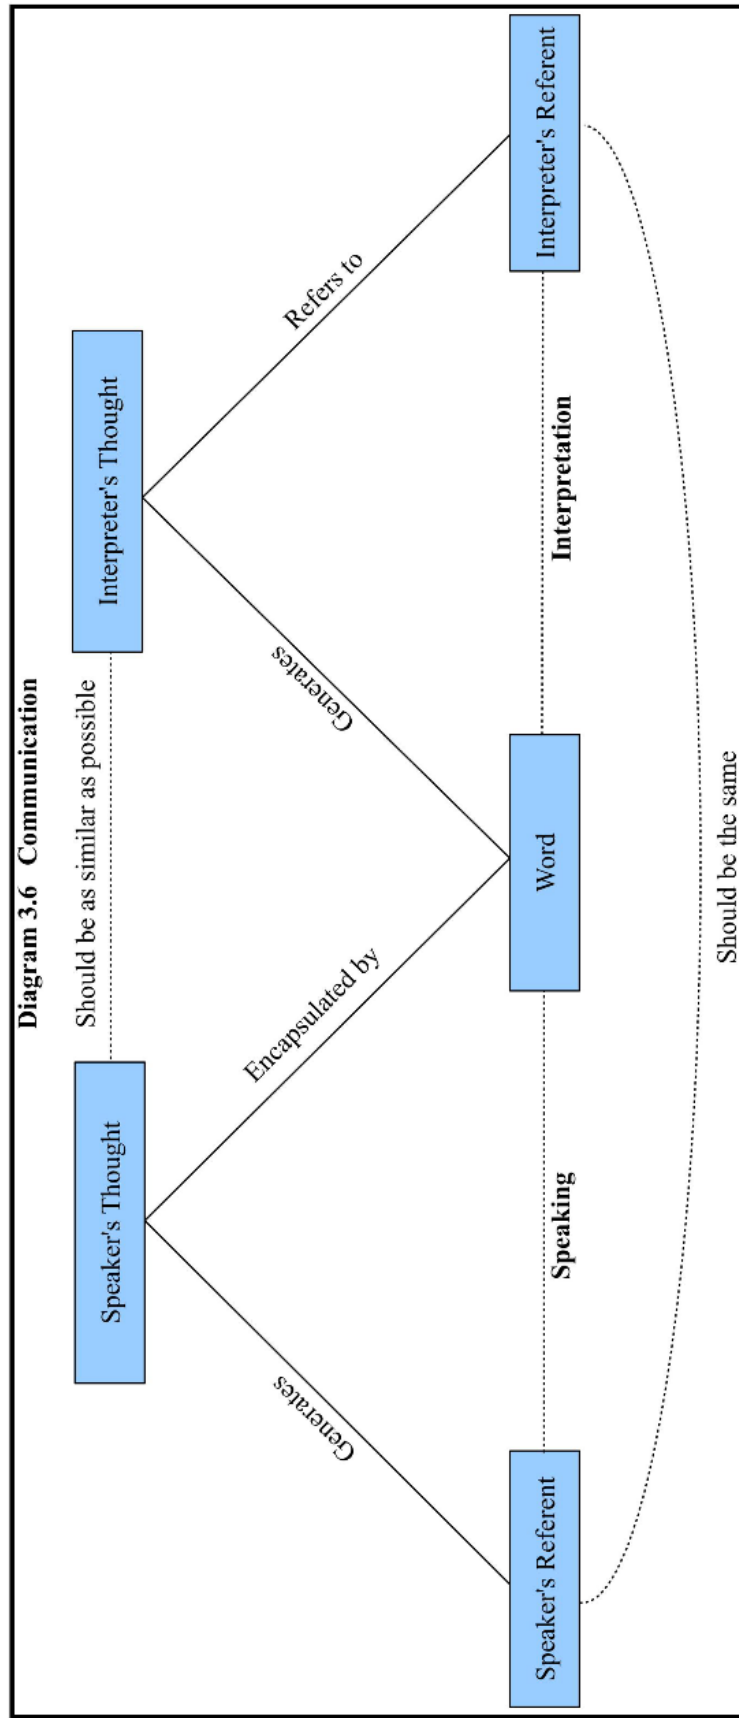 Diagram 3.6 Communication
Speaker's Thought
Should be as similar as possible
Interpreter's Thought
Generates
Encapsulated by
Generates
Refers to
Speaker's Referent
Speaking
Word
Interpretation
Interpreter's Referent
Should be the same